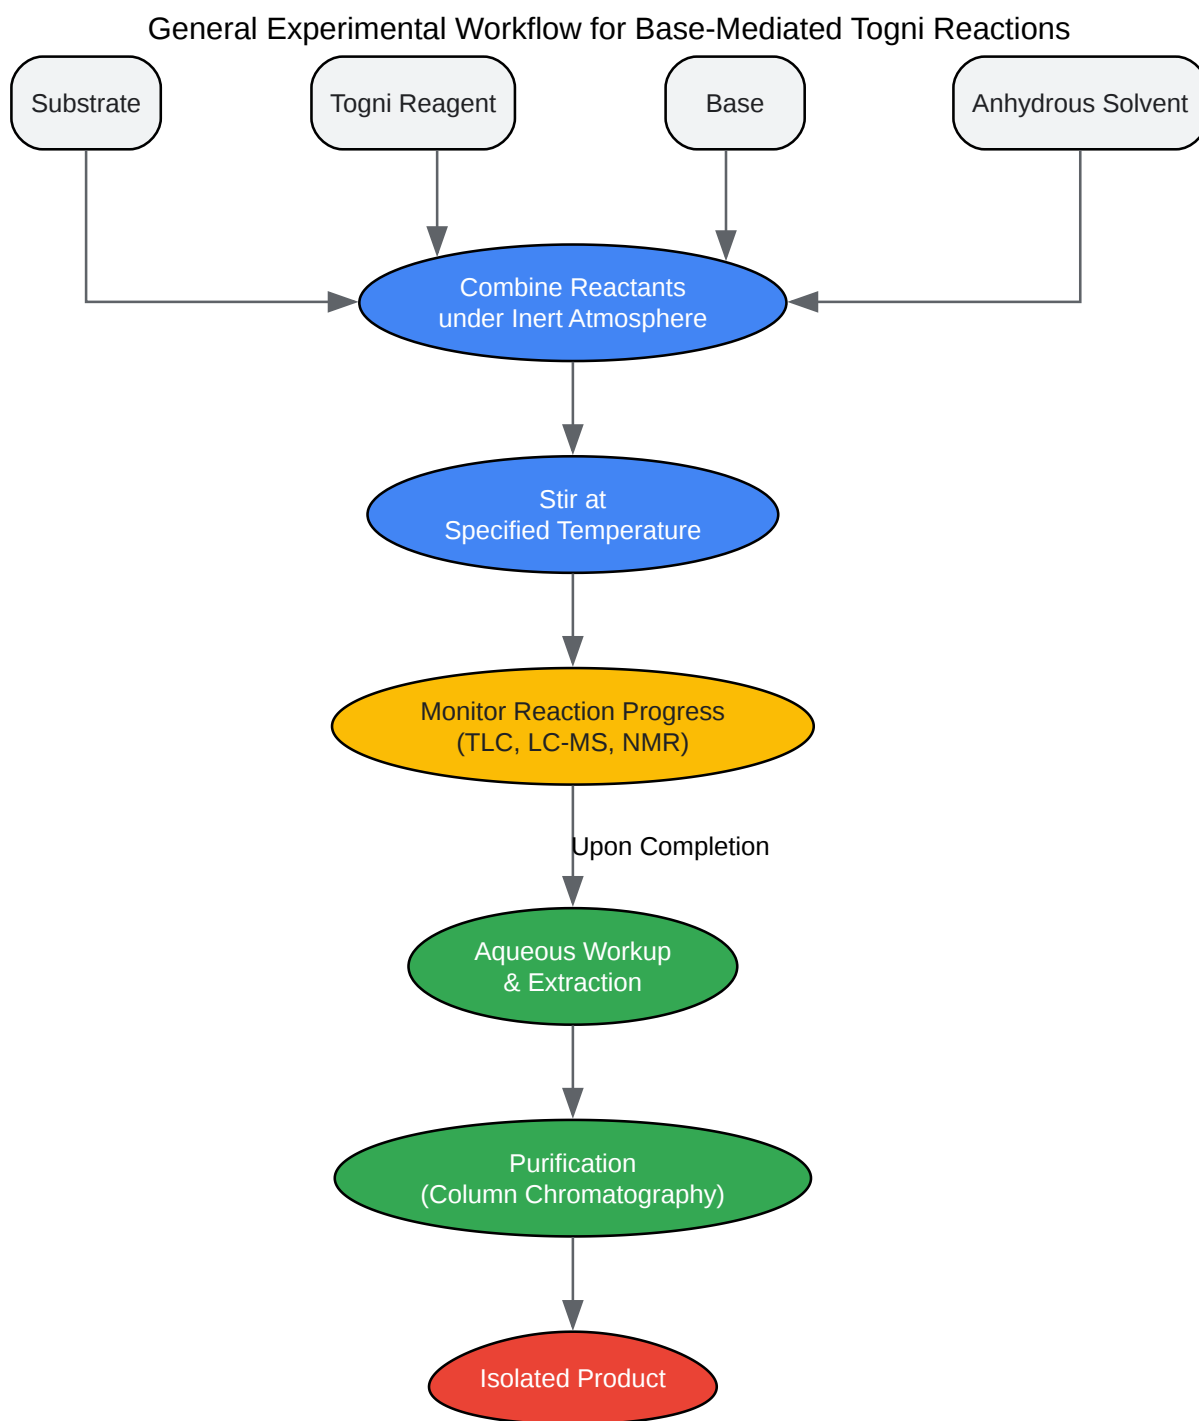 General Experimental Workflow for Base-Mediated Togni Reactions
Substrate
Togni Reagent
Base
Anhydrous Solvent
Combine Reactants
under Inert Atmosphere
Stir at
Specified Temperature
Monitor Reaction Progress
(TLC, LC-MS, NMR)
Upon Completion
Aqueous Workup
& Extraction
Purification
(Column Chromatography)
Isolated Product